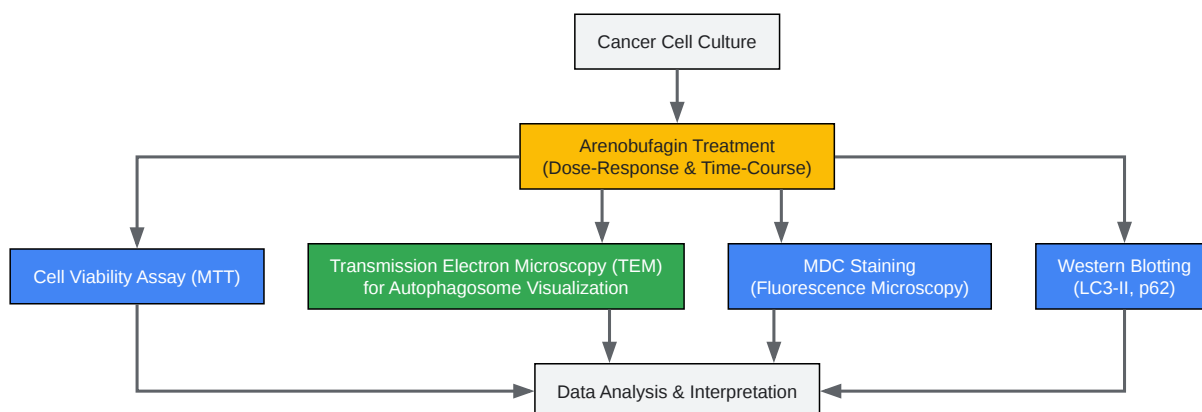 Cancer Cell Culture
Arenobufagin Treatment
(Dose-Response & Time-Course)
Cell Viability Assay (MTT)
Transmission Electron Microscopy (TEM)
for Autophagosome Visualization
MDC Staining
(Fluorescence Microscopy)
Western Blotting
(LC3-II, p62)
Data Analysis & Interpretation